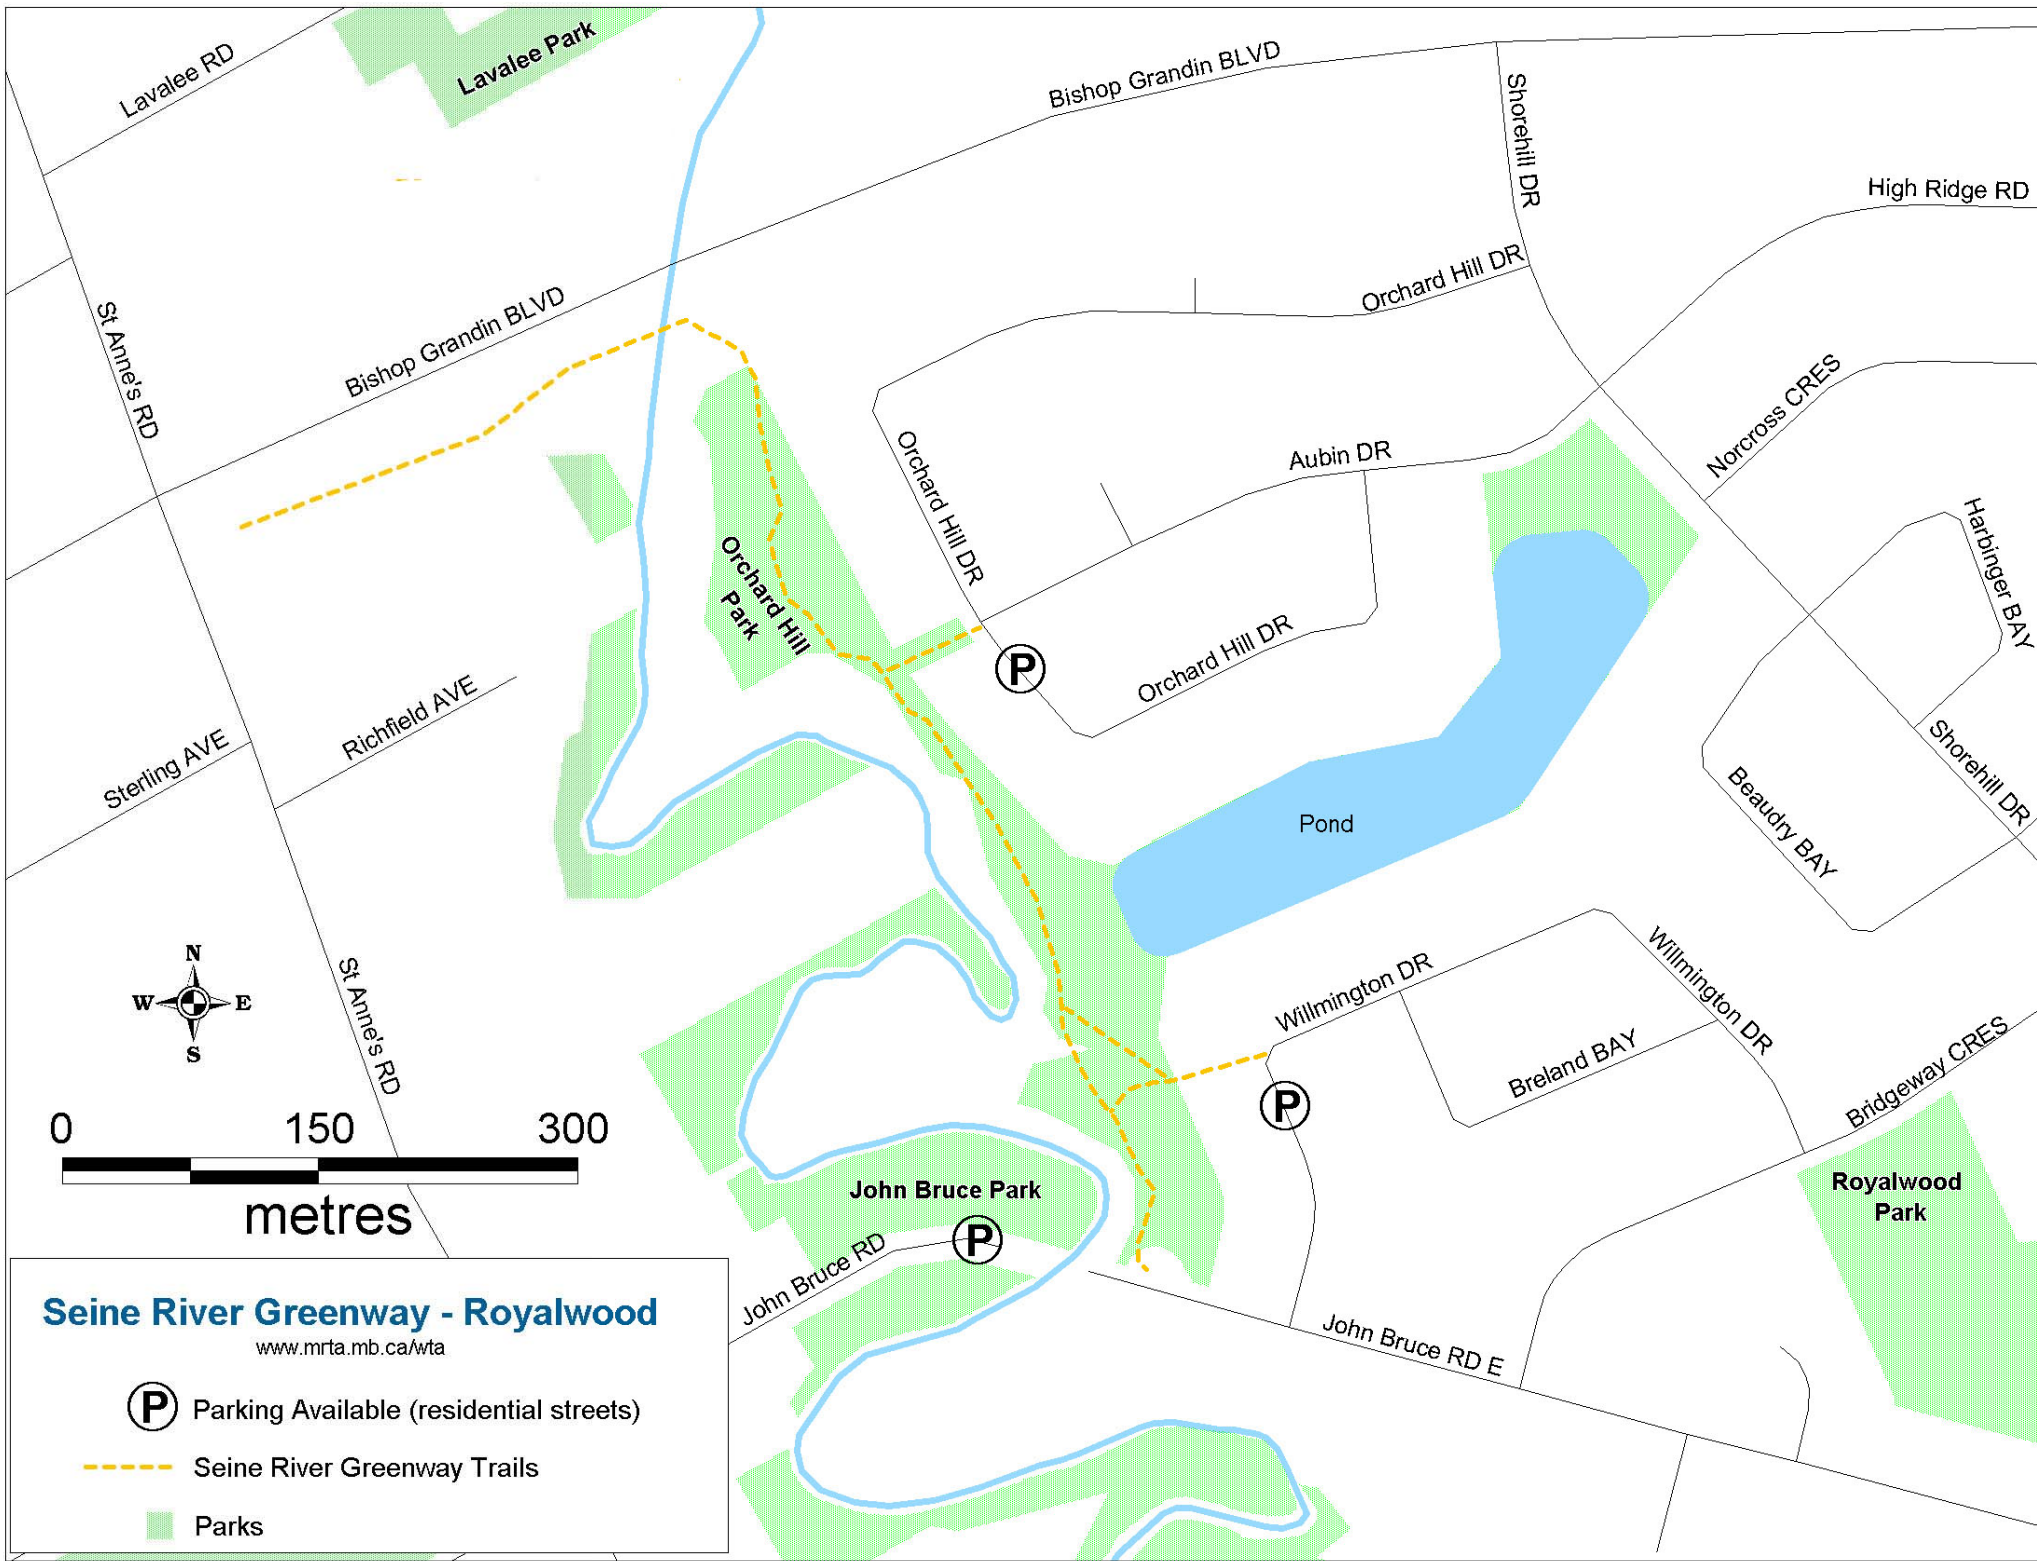 Lavalee RD
Lavalee Park
Bishop Grandin BLVD
Shorehill DR
High Ridge RD
Orchard Hill DR
St Anne's RD
Bishop Grandin BLVD
Norcross CRES
Aubin DR
Orchard Hill DR
Harbinger BAY
Orchard Hill
Park
P
Orchard Hill DR
Richfield AVE
Sterling AVE
Shorehill DR
Beaudry BAY
Pond
N
W E
S
St Anne's RD
Willmington DR
Willmington DR
Breland BAY
Bridgeway CRES
P
0 150 300
metres
John Bruce Park
P
John Bruce RD
Royalwood
Park
John Bruce RD E
Seine River Greenway - Royalwood
www.mrta.mb.ca/wta
P Parking Available (residential streets)
Seine River Greenway Trails
Parks